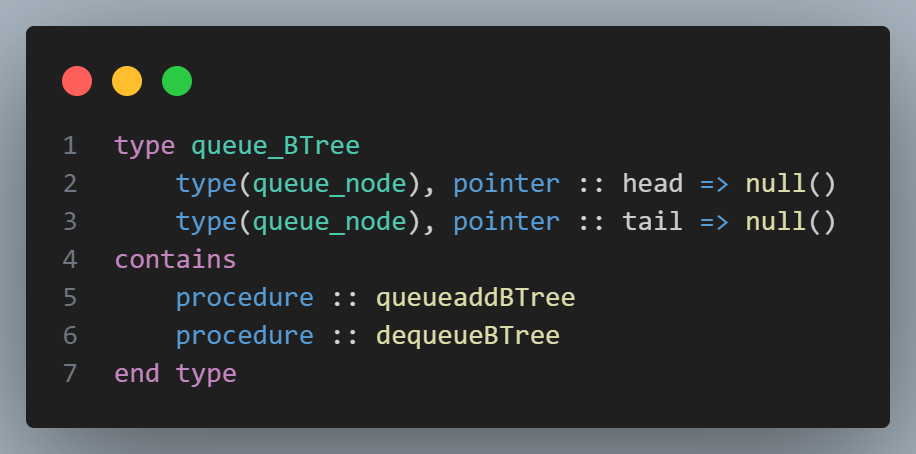 1 type queue_BTree
2     type(queue_node), pointer :: head => null()
3     type(queue_node), pointer :: tail => null()
4 contains
5     procedure :: queueaddBTree
6     procedure :: dequeueBTree
7 end type